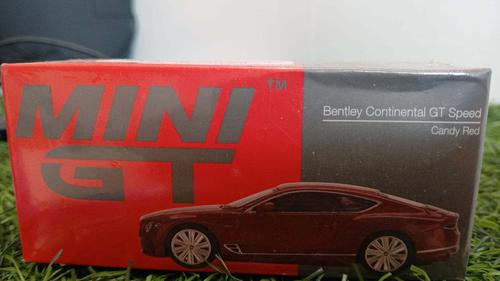 MINI
GT
TM
Bentley Continental GT Speed
Candy Red